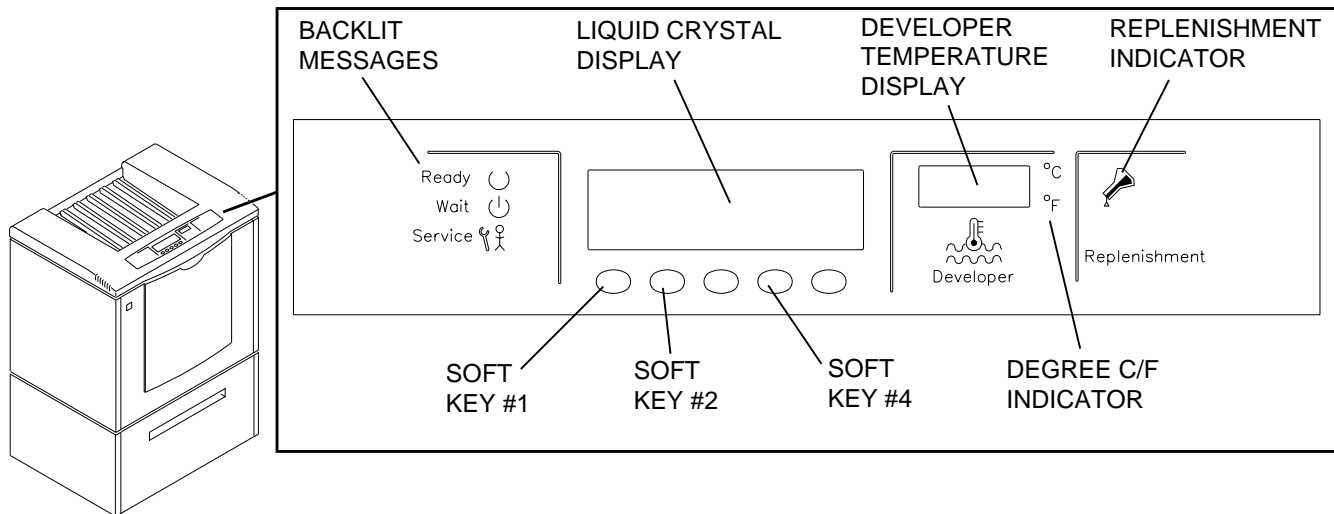 BACKLIT
MESSAGES
LIQUID CRYSTAL
DISPLAY
DEVELOPER
TEMPERATURE
DISPLAY
REPLENISHMENT
INDICATOR
Ready
Wait
Service
°C
°F
Developer
Replenishment
SOFT
KEY #1
SOFT
KEY #2
SOFT
KEY #4
DEGREE C/F
INDICATOR